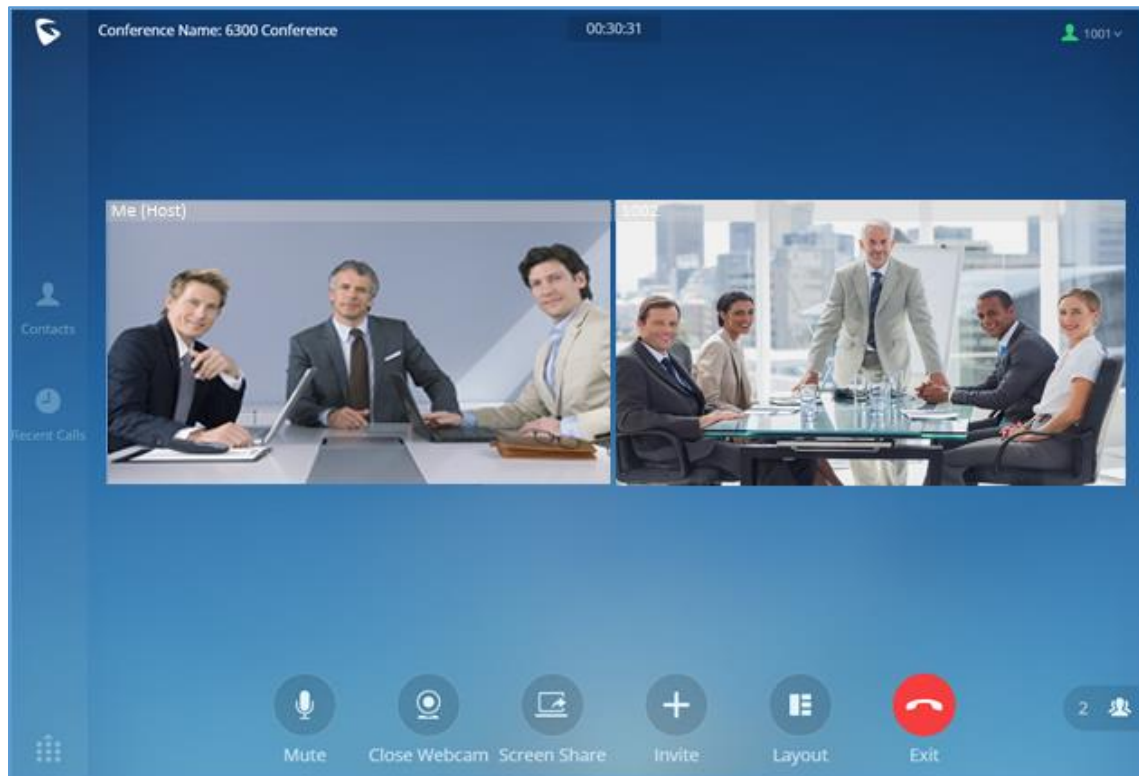 Conference Name: 6300 Conference
00:30:31
1001
Me (Host)
Contacts
Recent Calls
Mute
Close Webcam
Screen Share
Invite
Layout
Exit
2